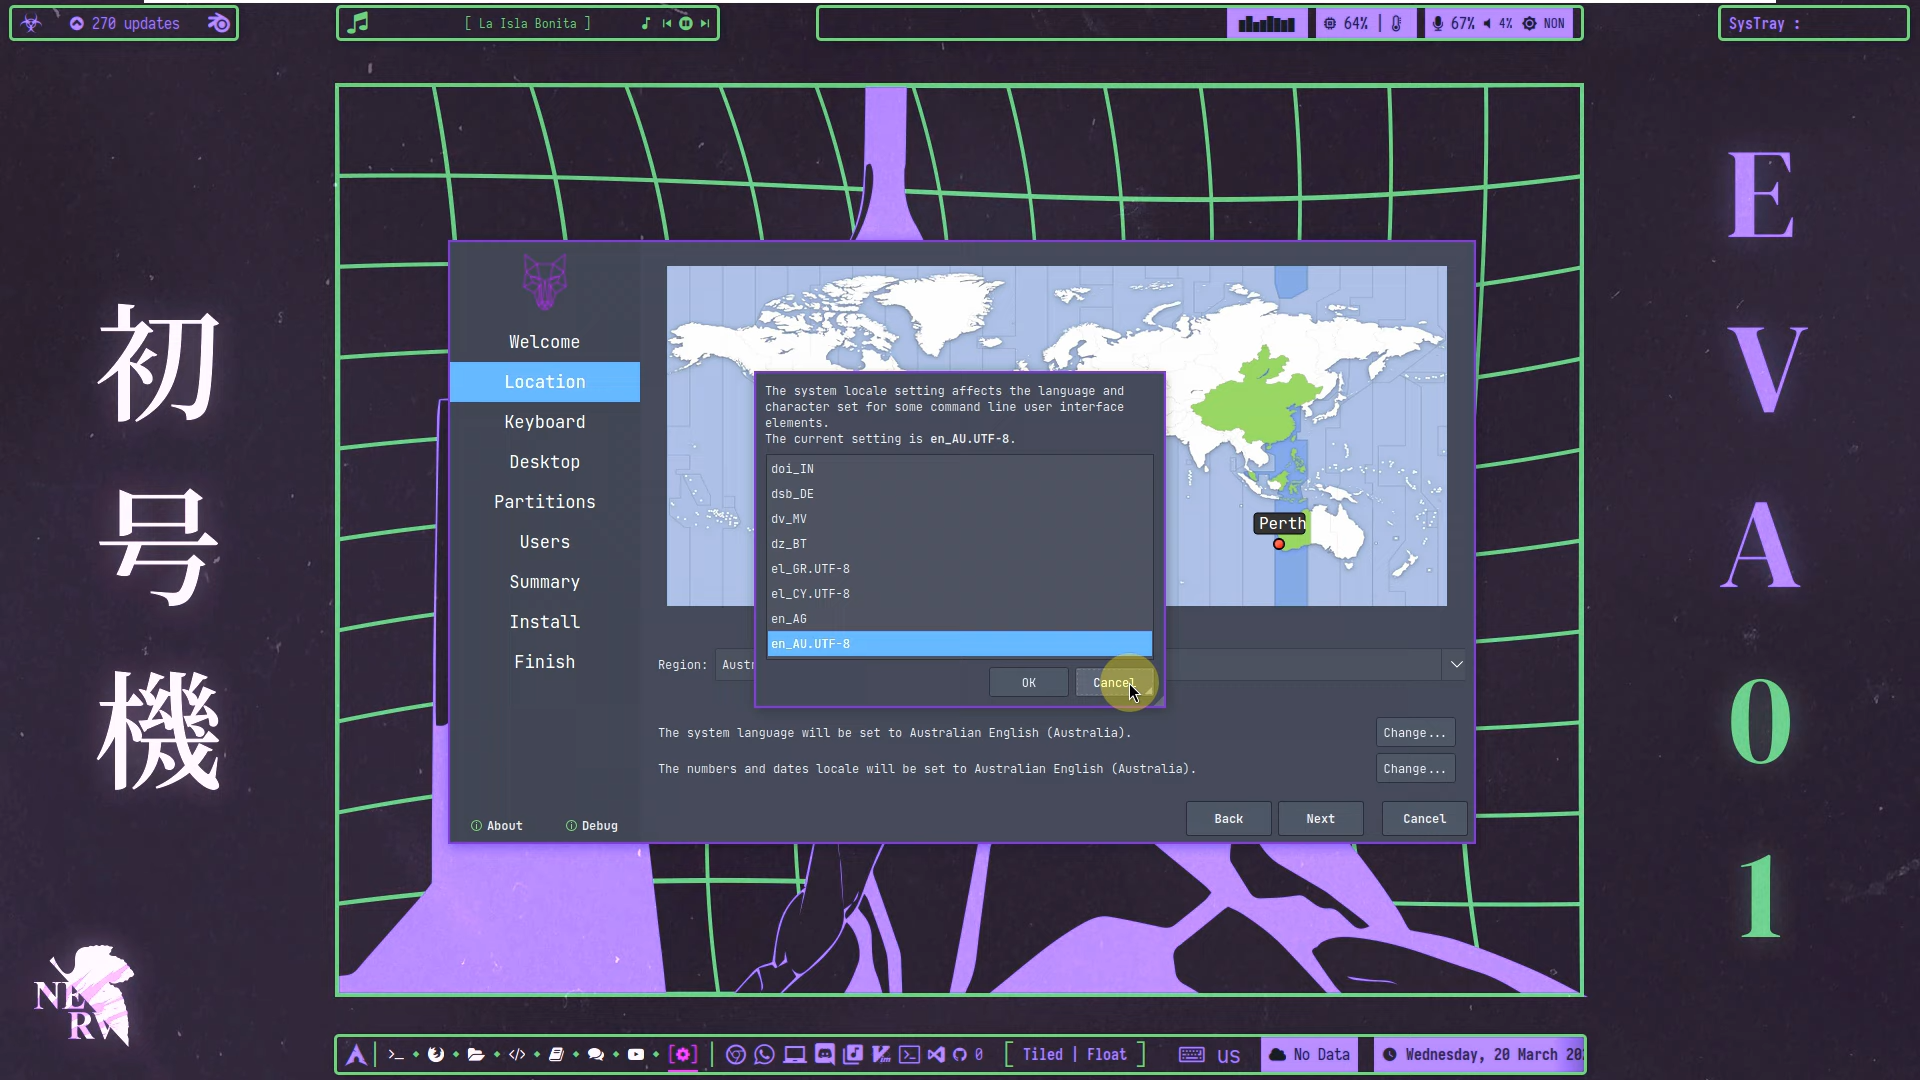 270 updates
[ La Isla Bonita ]
64% |
67% 4% NON
SysTray :
初
号
機
E
V
A
0
1
NERV
Welcome
Location
Keyboard
Desktop
Partitions
Users
Summary
Install
Finish
About
Debug
Perth
The system locale setting affects the language and
character set for some command line user interface
elements.
The current setting is en_AU.UTF-8.
doi_IN
dsb_DE
dv_MV
dz_BT
el_GR.UTF-8
el_CY.UTF-8
en_AG
en_AU.UTF-8
OK
Cancel
Region:
Austr
The system language will be set to Australian English (Australia).
Change...
The numbers and dates locale will be set to Australian English (Australia).
Change...
Back
Next
Cancel
0
[ Tiled | Float ]
us
No Data
Wednesday, 20 March 20